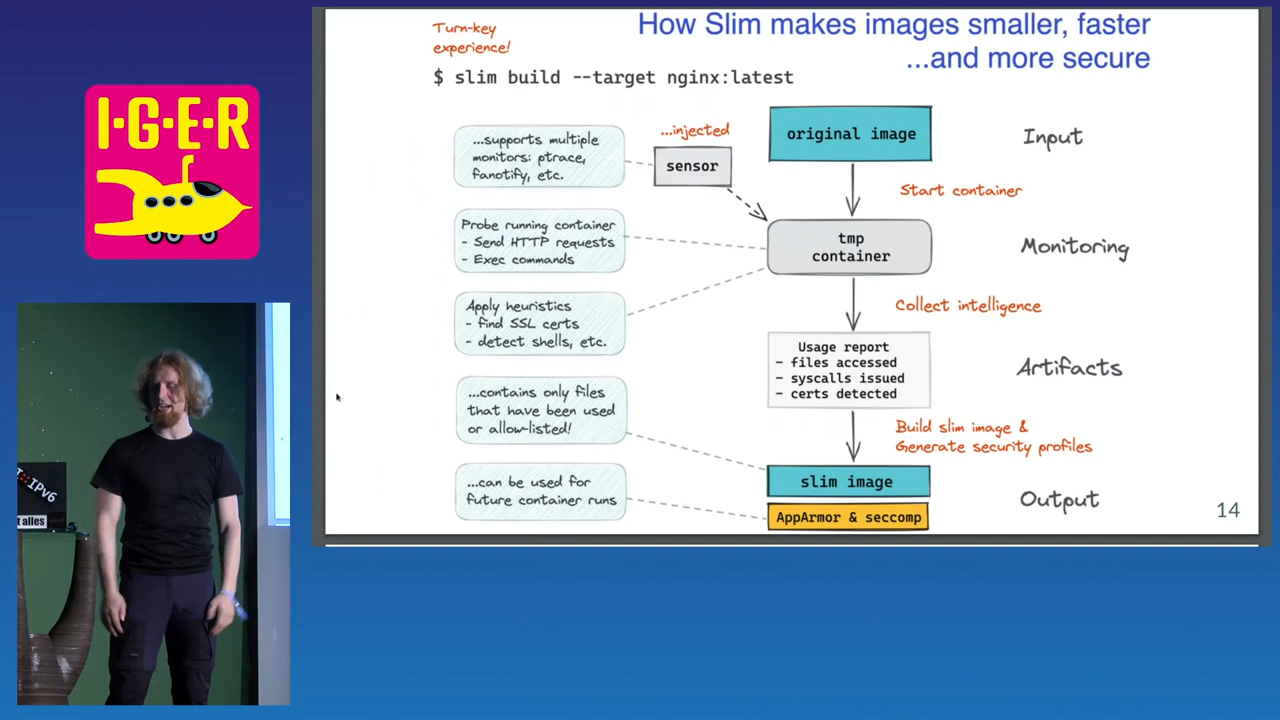 I·G·E·R
IPv6
t alles
Turn-key
experience!
How Slim makes images smaller, faster
...and more secure
$ slim build --target nginx:latest
...supports multiple
monitors: ptrace,
fanotify, etc.
...injected
sensor
original image
Input
Start container
Probe running container
- Send HTTP requests
- Exec commands
tmp
container
Monitoring
Apply heuristics
- find SSL certs
- detect shells, etc.
Collect intelligence
Usage report
- files accessed
- syscalls issued
- certs detected
Artifacts
...contains only files
that have been used
or allow-listed!
Build slim image &
Generate security profiles
...can be used for
future container runs
slim image
AppArmor & seccomp
Output
14